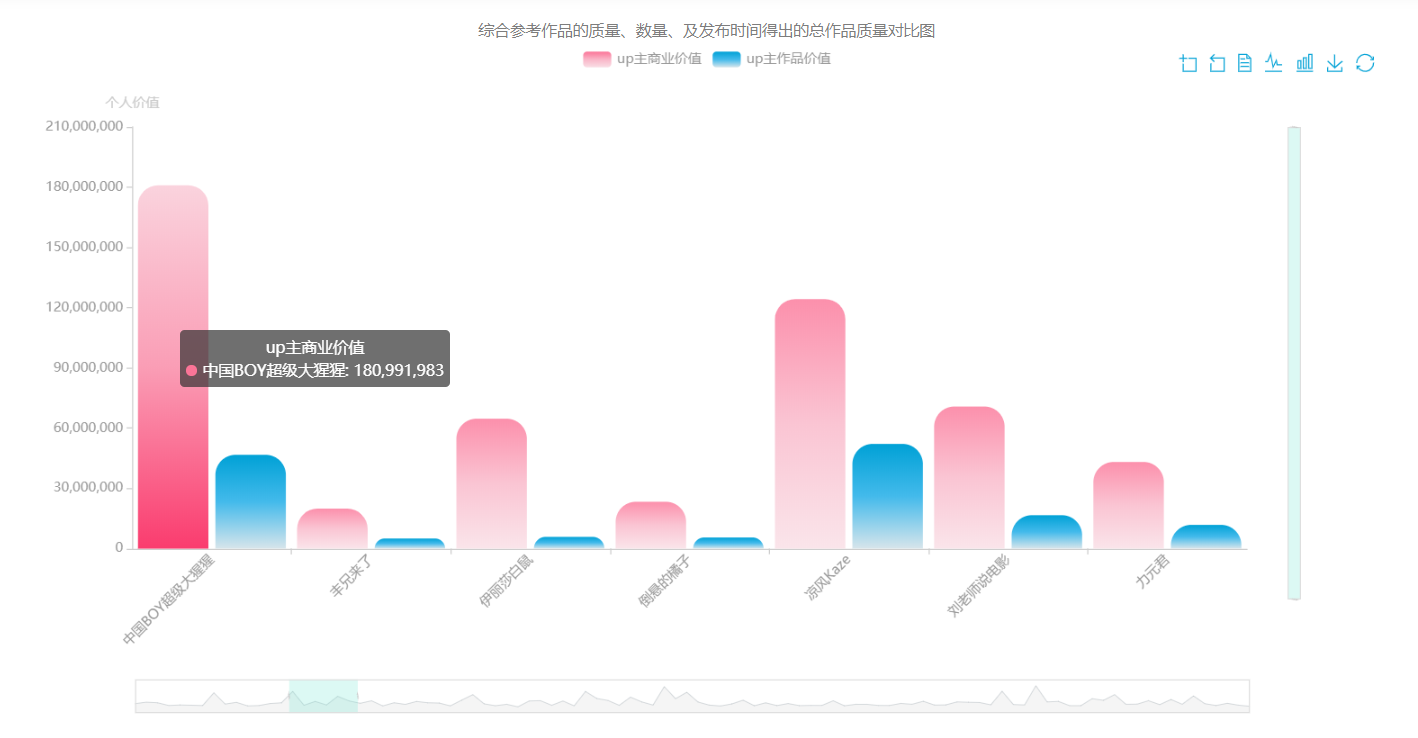 综合参考作品的质量、数量、及发布时间得出的总作品质量对比图
up主商业价值 up主作品价值
个人价值
210,000,000
180,000,000
150,000,000
120,000,000
90,000,000
60,000,000
30,000,000
0
up主商业价值
中国BOY超级大猩猩: 180,991,983
中国BOY超级大猩猩
丰兄来了
伊丽莎白鼠
倒悬的橘子
凉风Kaze
刘老师说电影
力元君